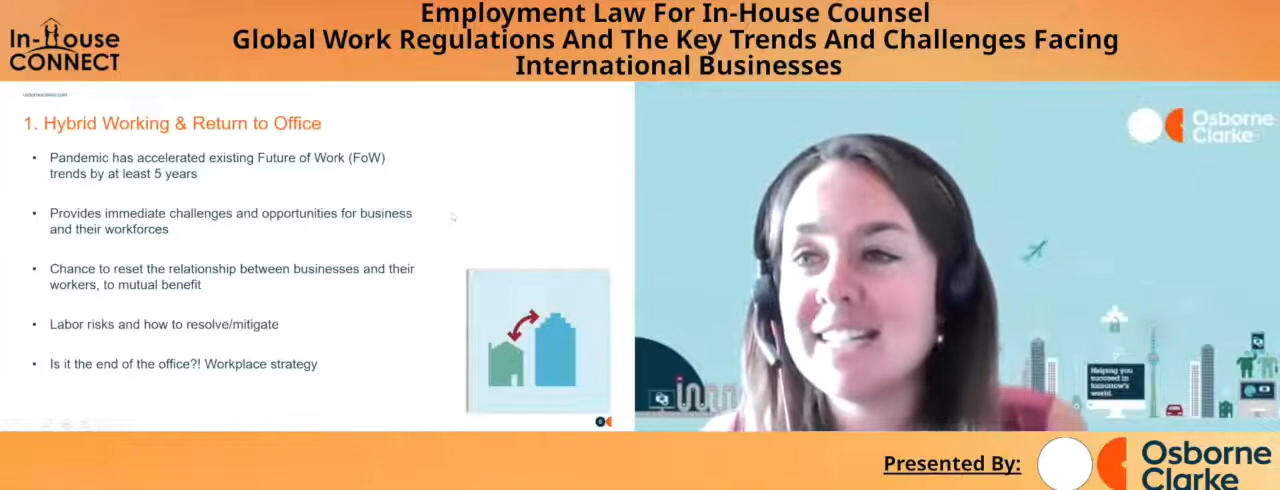 Employment Law For In-House Counsel
Global Work Regulations And The Key Trends And Challenges Facing
International Businesses
In-House
CONNECT
1. Hybrid Working & Return to Office
• Pandemic has accelerated existing Future of Work (FoW)
trends by at least 5 years
• Provides immediate challenges and opportunities for business
and their workforces
• Chance to reset the relationship between businesses and their
workers, to mutual benefit
• Labor risks and how to resolve/mitigate
• Is it the end of the office?! Workplace strategy
Osborne
Clarke
Helping you
succeed in
tomorrow's
world.
Presented By:
Osborne
Clarke